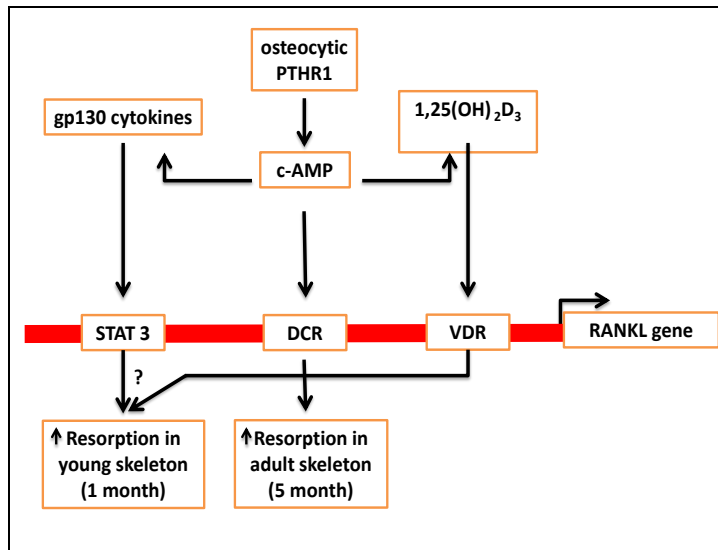 osteocytic
PTHR1
gp130 cytokines
1,25(OH) 2D3
c-AMP
STAT 3
DCR
VDR
RANKL gene
?
Resorption in
young skeleton
(1 month)
Resorption in
adult skeleton
(5 month)